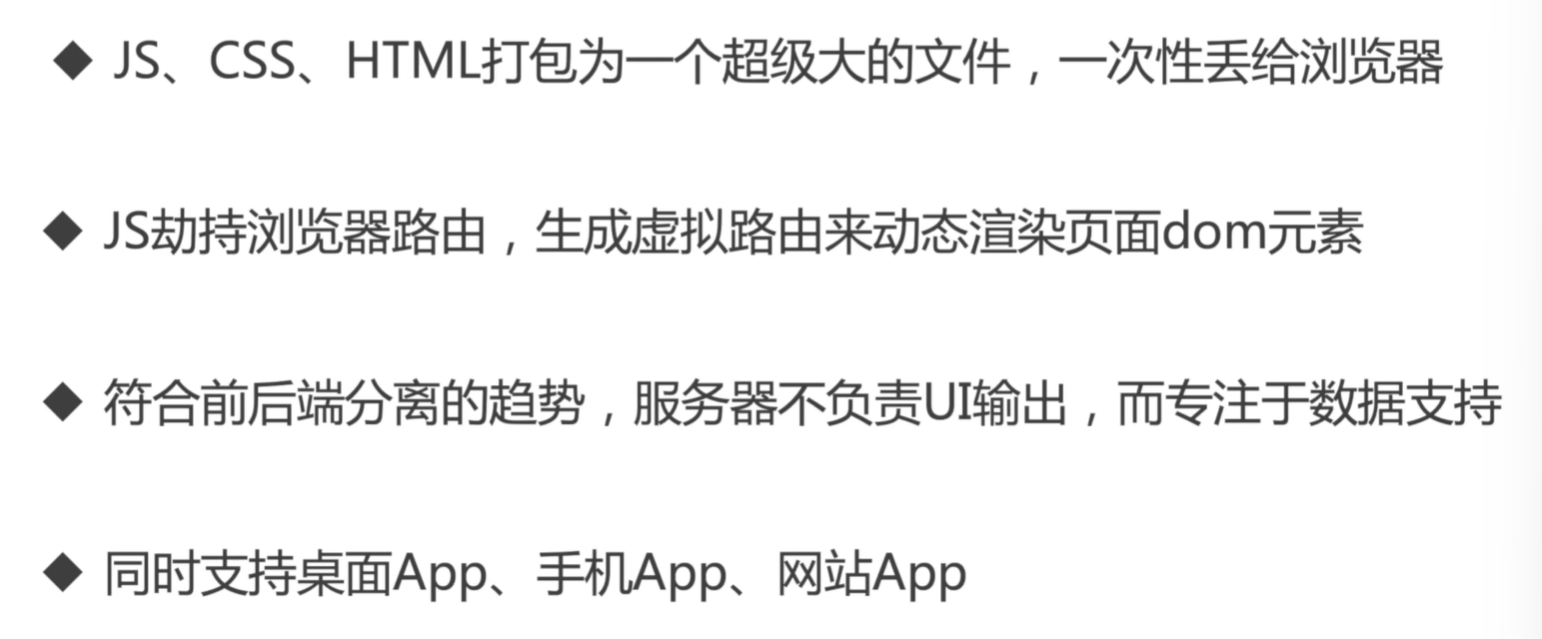 ◆ JS、CSS、HTML打包为一个超级大的文件，一次性丢给浏览器
◆ JS劫持浏览器路由，生成虚拟路由来动态渲染页面dom元素
◆ 符合前后端分离的趋势，服务器不负责UI输出，而专注于数据支持
◆ 同时支持桌面App、手机App、网站App